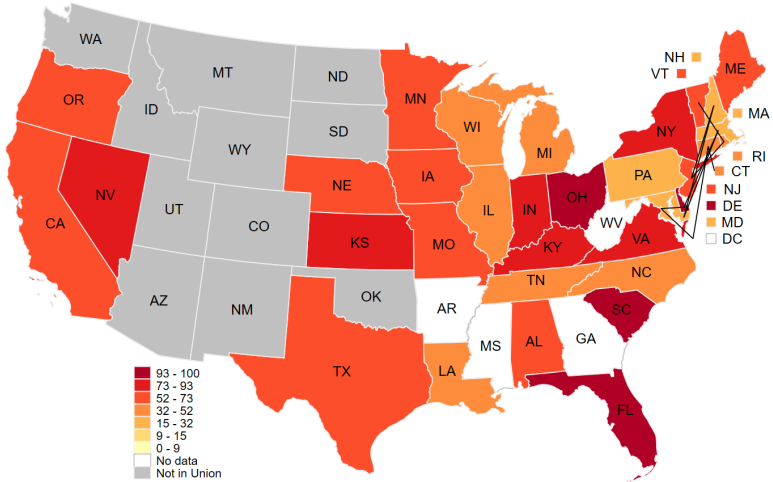 WA
MT
ND
OR
ID
WY
SD
MN
WI
MI
NY
NH
VT
ME
MA
RI
CT
NJ
DE
MD
DC
NV
CA
UT
CO
NE
IA
IL
IN
OH
PA
WV
VA
KS
MO
KY
AZ
NM
OK
AR
TN
NC
SC
TX
LA
MS
AL
GA
FL
93 - 100
73 - 93
52 - 73
32 - 52
15 - 32
9 - 15
0 - 9
No data
Not in Union